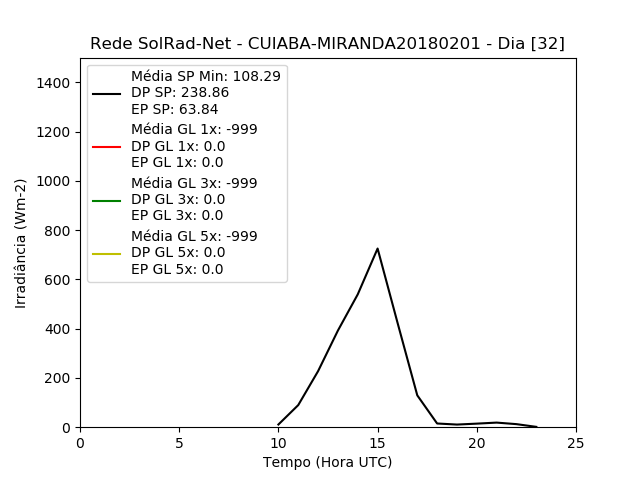 Rede SolRad-Net - CUIABA-MIRANDA20180201 - Dia [32]
Média SP Min: 108.29
DP SP: 238.86
EP SP: 63.84
Média GL 1x: -999
DP GL 1x: 0.0
EP GL 1x: 0.0
Média GL 3x: -999
DP GL 3x: 0.0
EP GL 3x: 0.0
Média GL 5x: -999
DP GL 5x: 0.0
EP GL 5x: 0.0
Irradiância (Wm-2)
1400
1200
1000
800
600
400
200
0
0 5 10 15 20 25
Tempo (Hora UTC)